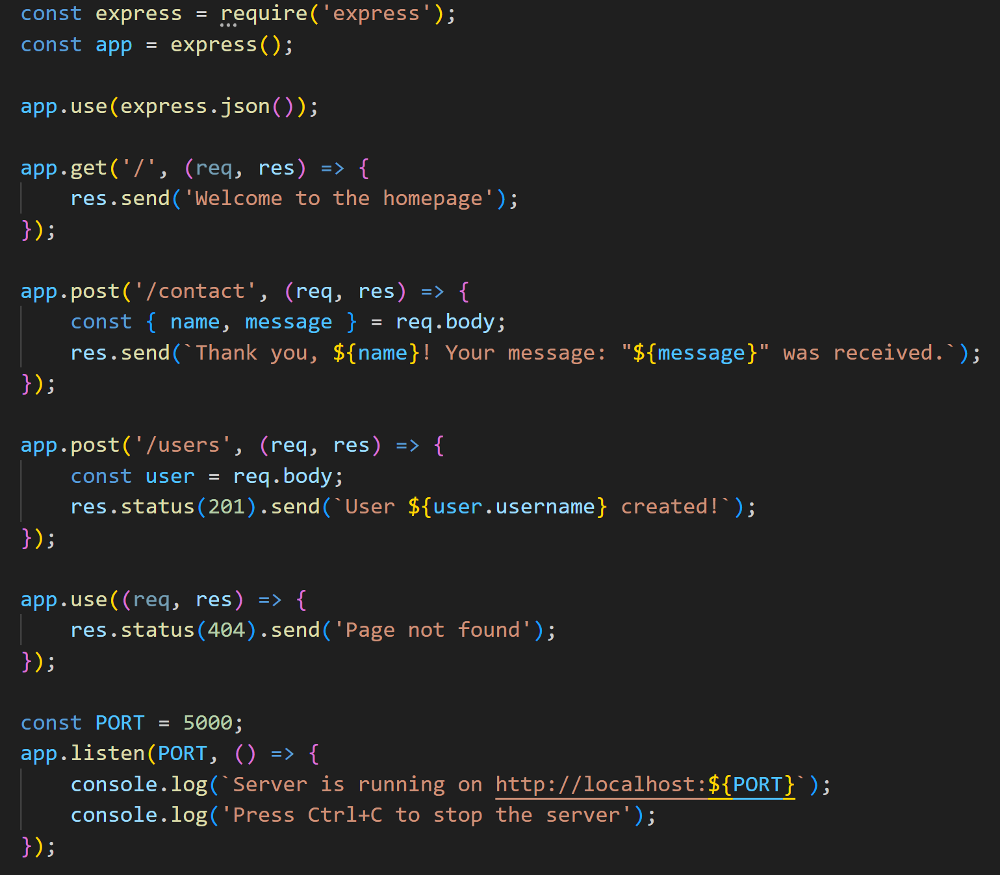 const express = require('express');
const app = express();

app.use(express.json());

app.get('/', (req, res) => {
    res.send('Welcome to the homepage');
});

app.post('/contact', (req, res) => {
    const { name, message } = req.body;
    res.send(`Thank you, ${name}! Your message: "${message}" was received.`);
});

app.post('/users', (req, res) => {
    const user = req.body;
    res.status(201).send(`User ${user.username} created!`);
});

app.use((req, res) => {
    res.status(404).send('Page not found');
});

const PORT = 5000;
app.listen(PORT, () => {
    console.log(`Server is running on http://localhost:${PORT}`);
    console.log('Press Ctrl+C to stop the server');
});